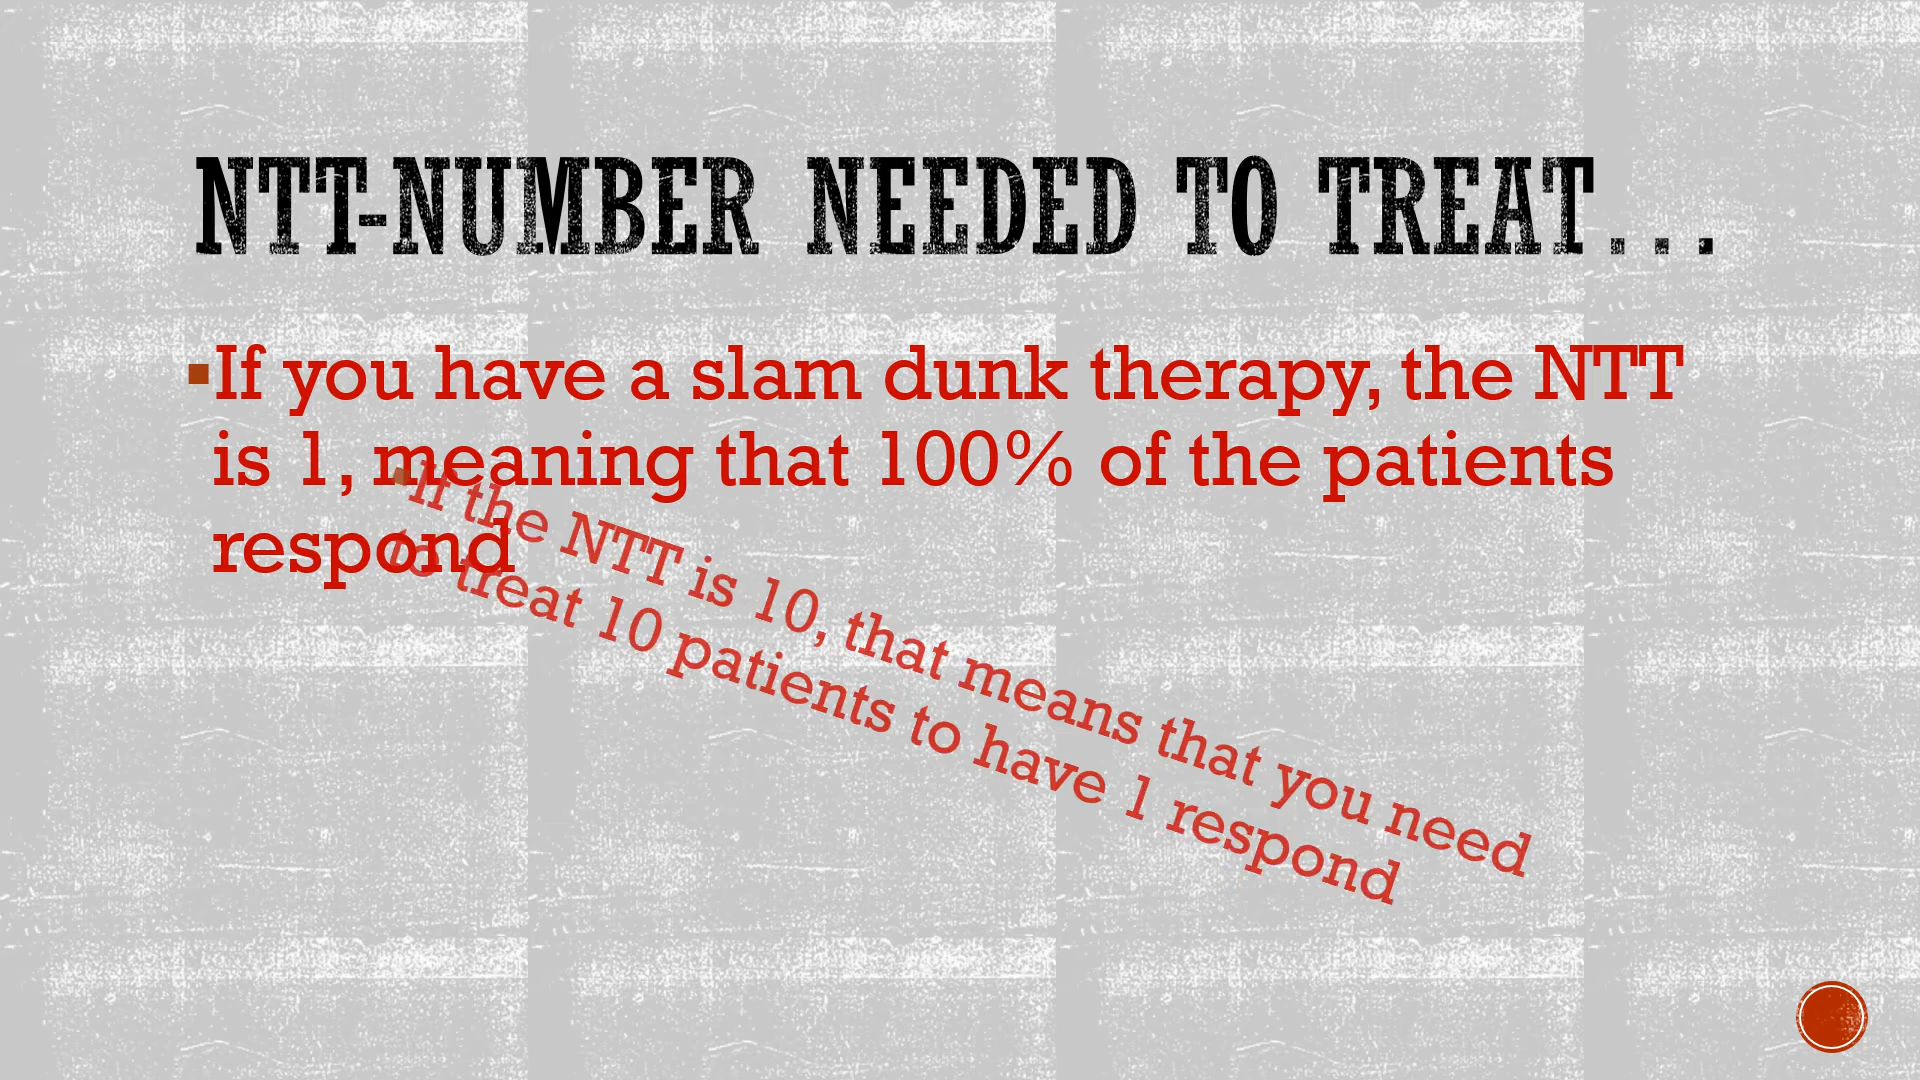 NTT-NUMBER NEEDED TO TREAT...
▪If you have a slam dunk therapy, the NTT
is 1, meaning that 100% of the patients
respond
▪If the NTT is 10, that means that you need
to treat 10 patients to have 1 respond